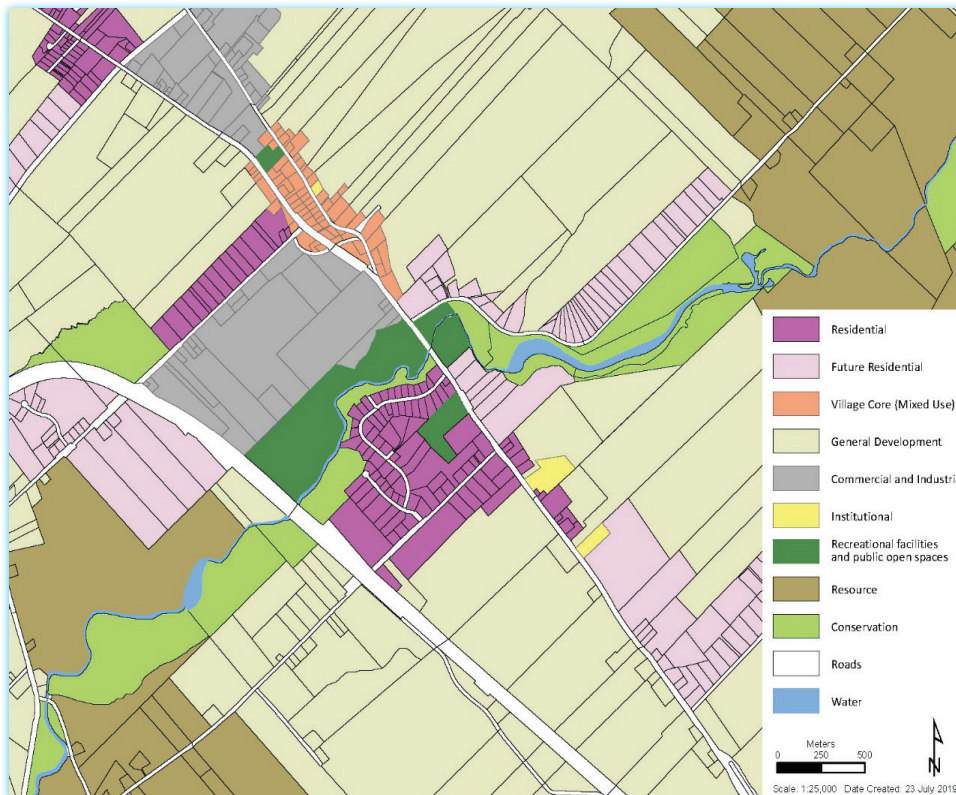 Residential
Future Residential
Village Core (Mixed Use)
General Development
Commercial and Industria
Institutional
Recreational facilities
and public open spaces
Resource
Conservation
Roads
Water
Meters
0 250 500
N
Scale: 1:25,000 Date Created: 23 July 2019